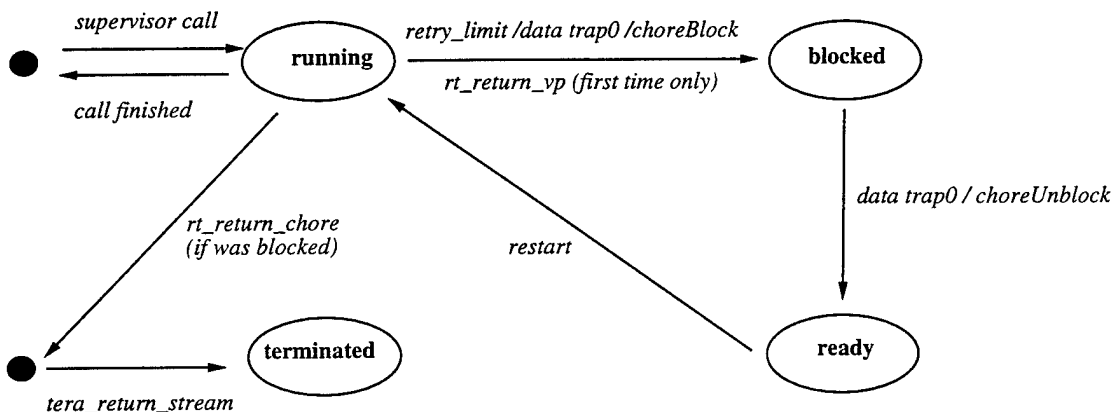 supervisor call
running
call finished
retry_limit /data trap0 /choreBlock
rt_return_vp (first time only)
blocked
data trap0 / choreUnblock
rt_return_chore
(if was blocked)
restart
terminated
ready
tera_return_stream